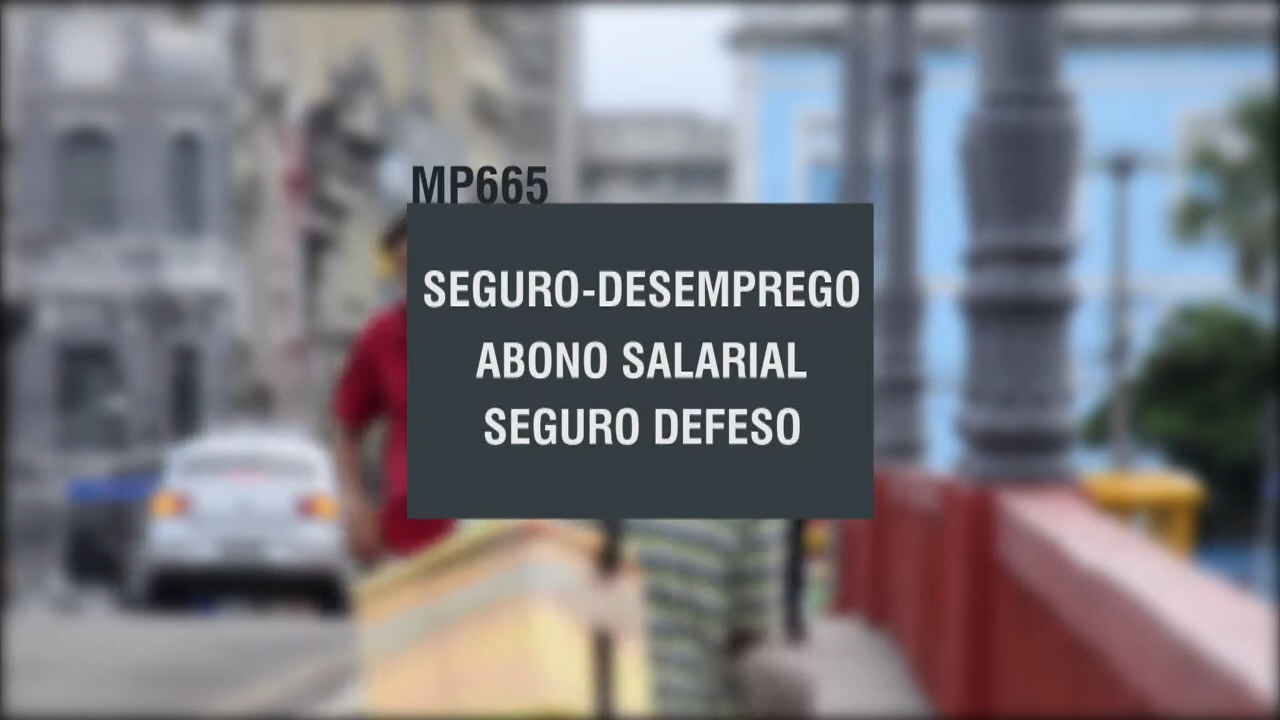 MP665
SEGURO-DESEMPREGO
ABONO SALARIAL
SEGURO DEFESO